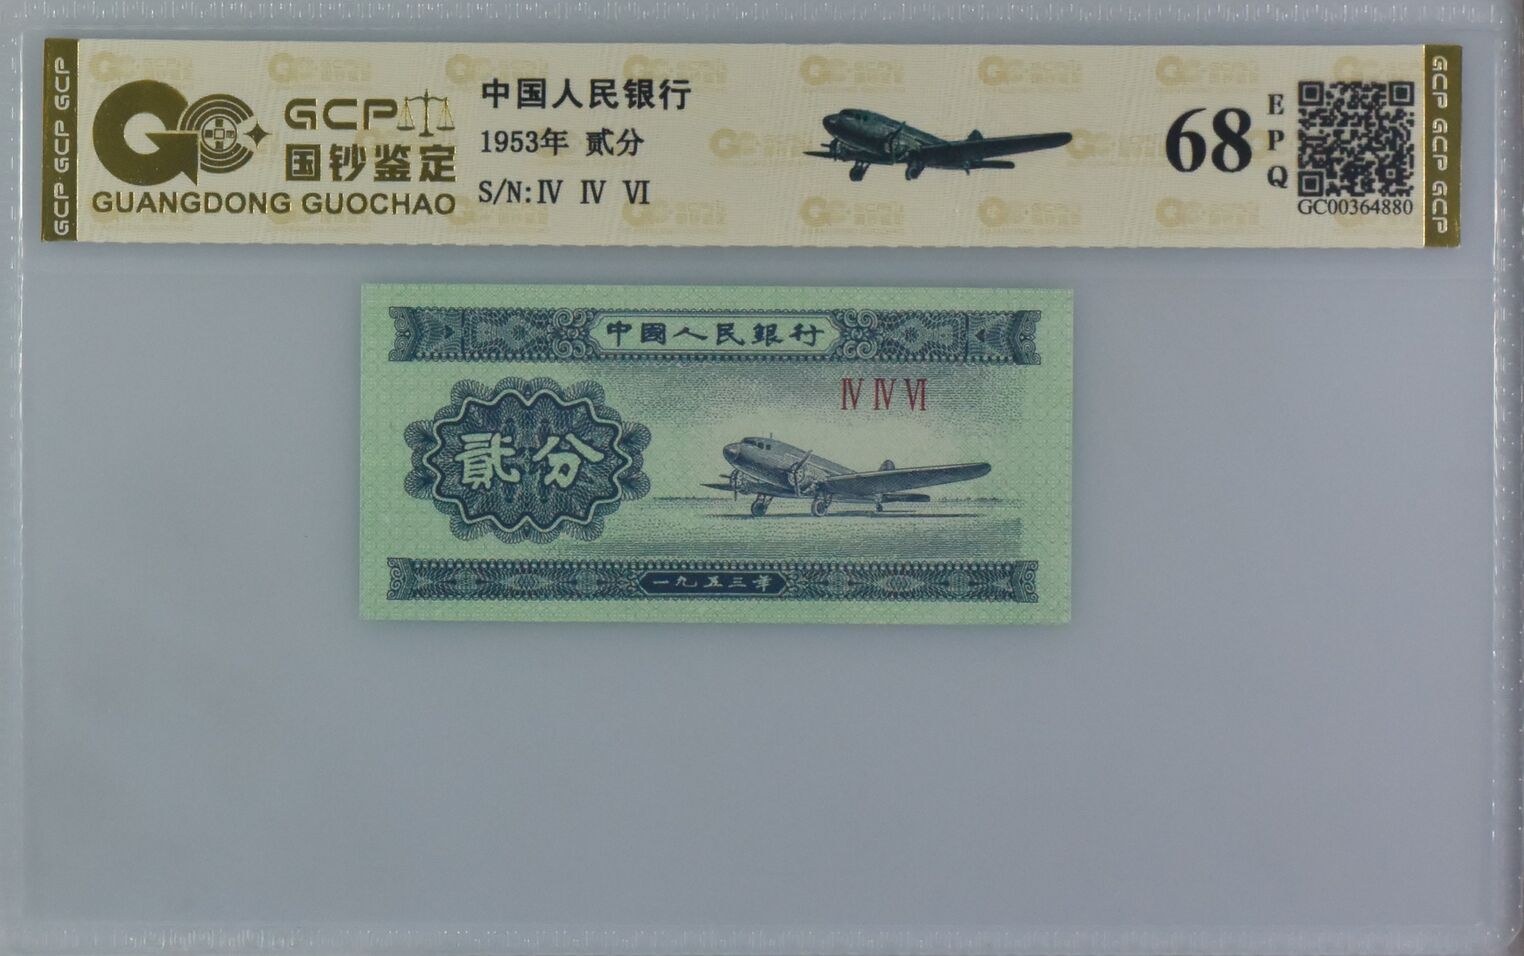 GCP GCP GCP
GCP
国钞鉴定
GUANGDONG GUOCHAO
中国人民银行
1953年 贰分
S/N:Ⅳ Ⅳ Ⅵ
68
EPQ
GC00364880
GCP GCP GCP
中國人民銀行
Ⅳ Ⅳ Ⅵ
貳分
一九五三年